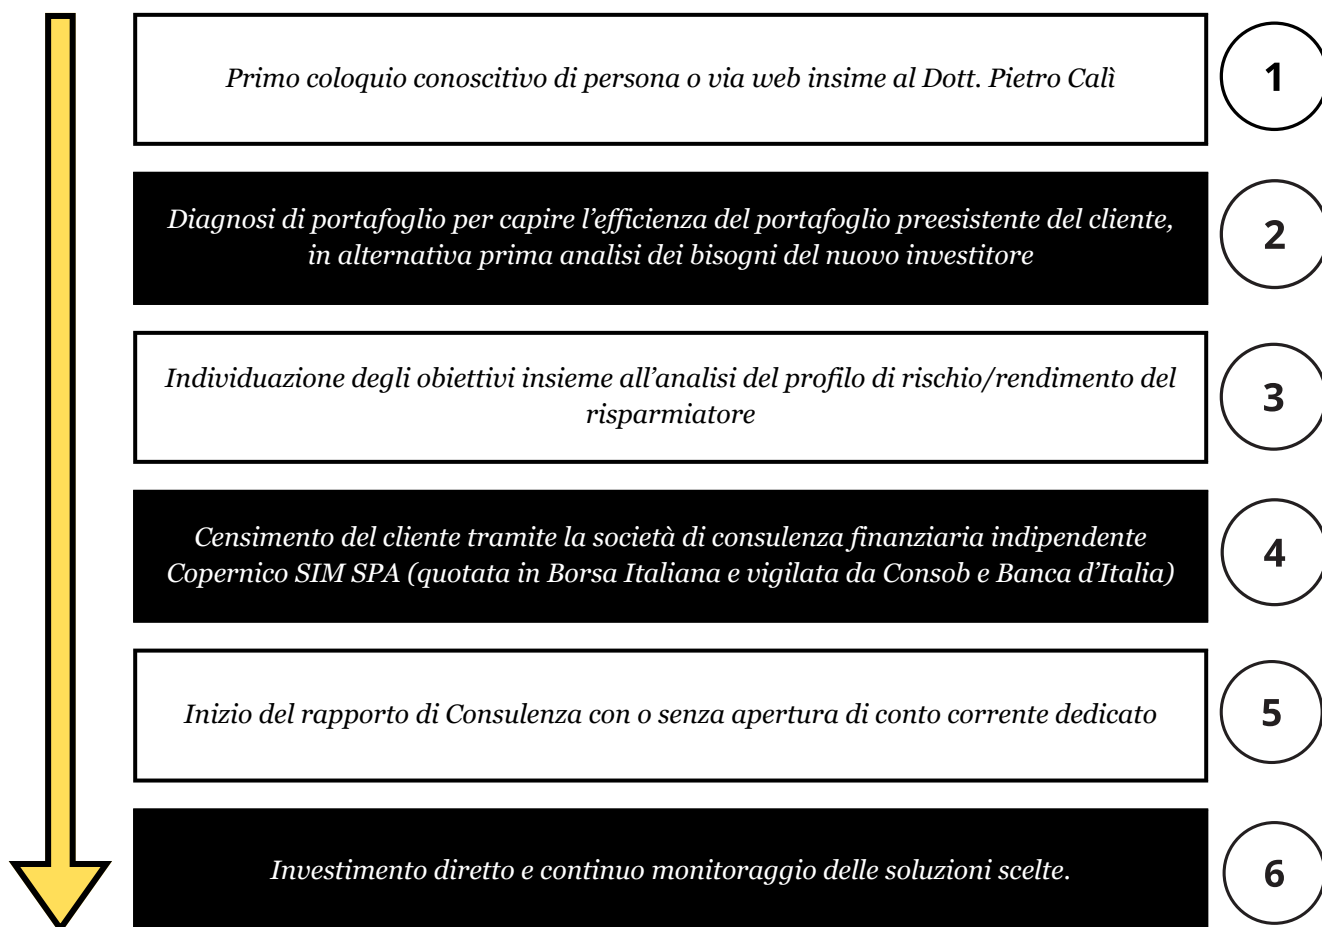 Primo coloquio conoscitivo di persona o via web insime al Dott. Pietro Calì
1
Diagnosi di portafoglio per capire l’efficienza del portafoglio preesistente del cliente,
in alternativa prima analisi dei bisogni del nuovo investitore
2
Individuazione degli obiettivi insieme all’analisi del profilo di rischio/rendimento del
risparmiatore
3
Censimento del cliente tramite la società di consulenza finanziaria indipendente
Copernico SIM SPA (quotata in Borsa Italiana e vigilata da Consob e Banca d’Italia)
4
Inizio del rapporto di Consulenza con o senza apertura di conto corrente dedicato
5
Investimento diretto e continuo monitoraggio delle soluzioni scelte.
6